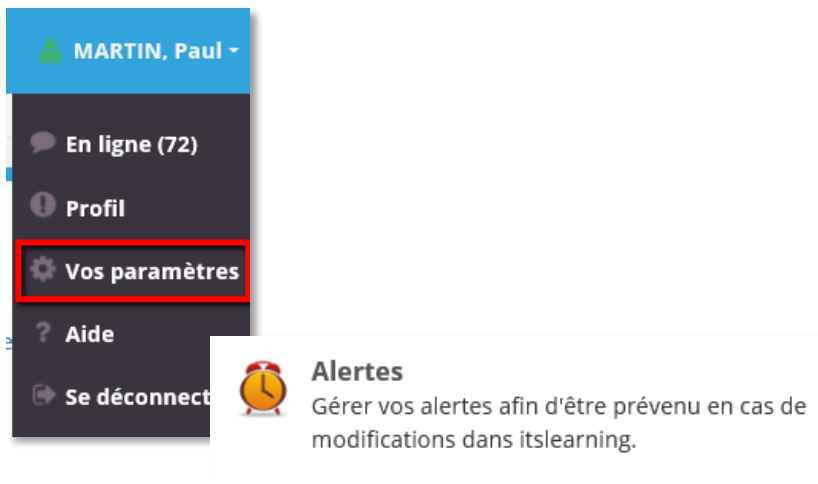 MARTIN, Paul
En ligne (72)
Profil
Vos paramètres
? Aide
Se déconnect
Alertes
Gérer vos alertes afin d'être prévenu en cas de
modifications dans itslearning.